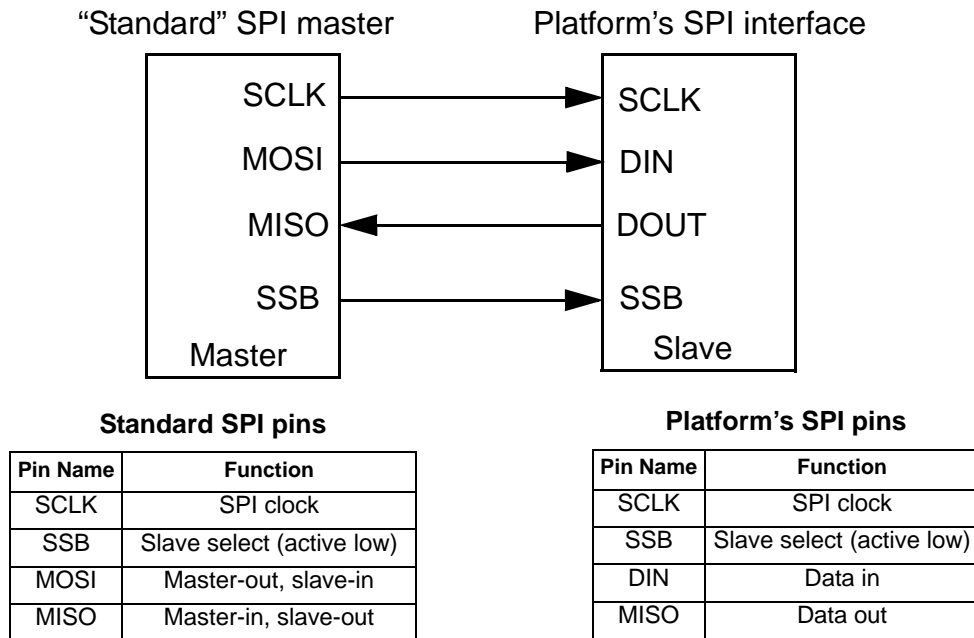 “Standard” SPI master
Platform's SPI interface
SCLK
MOSI
MISO
SSB
Master
SCLK
DIN
DOUT
SSB
Slave
Standard SPI pins
Pin Name Function
SCLK SPI clock
SSB Slave select (active low)
MOSI Master-out, slave-in
MISO Master-in, slave-out
Platform's SPI pins
Pin Name Function
SCLK SPI clock
SSB Slave select (active low)
DIN Data in
MISO Data out